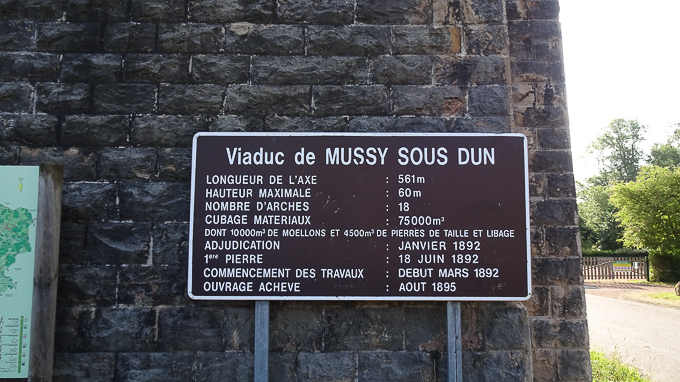 Viaduc de MUSSY SOUS DUN
LONGUEUR DE L'AXE : 561m
HAUTEUR MAXIMALE : 60m
NOMBRE D'ARCHES : 18
CUBAGE MATERIAUX : 75000m³
DONT 10000m³ DE MOELLONS ET 4500m³ DE PIERRES DE TAILLE ET LIBAGE
ADJUDICATION : JANVIER 1892
1ère PIERRE : 18 JUIN 1892
COMMENCEMENT DES TRAVAUX : DEBUT MARS 1892
OUVRAGE ACHEVE : AOUT 1895